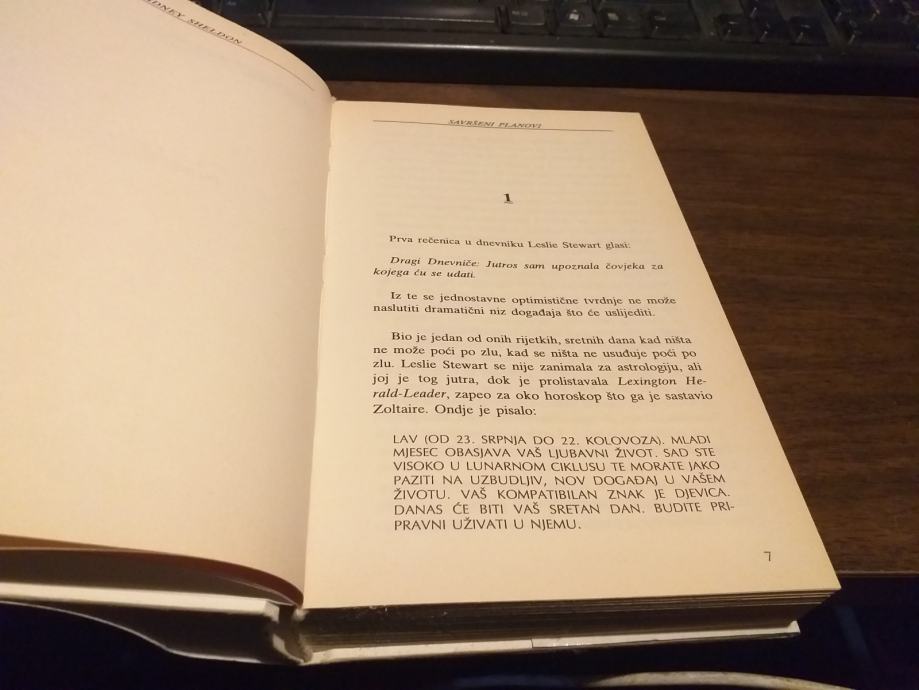 SHELDON
SAVRŠENI PLANOVI
1
Prva rečenica u dnevniku Leslie Stewart glasi:
Dragi Dnevniče: Jutros sam upoznala čovjeka za
kojega ću se udati.
Iz te se jednostavne optimistične tvrdnje ne može
naslutiti dramatični niz događaja što će uslijediti.
Bio je jedan od onih rijetkih, sretnih dana kad ništa
ne može poći po zlu, kad se ništa ne usuđuje poći po
zlu. Leslie Stewart se nije zanimala za astrologiju, ali
joj je tog jutra, dok je prolistavala Lexington He-
rald-Leader, zapeo za oko horoskop što ga je sastavio
Zoltaire. Ondje je pisalo:
LAV (OD 23. SRPNJA DO 22. KOLOVOZA). MLADI
MJESEC OBASJAVA VAŠ LJUBAVNI ŽIVOT. SAD STE
VISOKO U LUNARNOM CIKLUSU TE MORATE JAKO
PAZITI NA UZBUDLJIV, NOV DOGAĐAJ U VAŠEM
ŽIVOTU. VAŠ KOMPATIBILAN ZNAK JE DJEVICA.
DANAS ĆE BITI VAŠ SRETAN DAN. BUDITE PRI-
PRAVNI UŽIVATI U NJEMU.
7